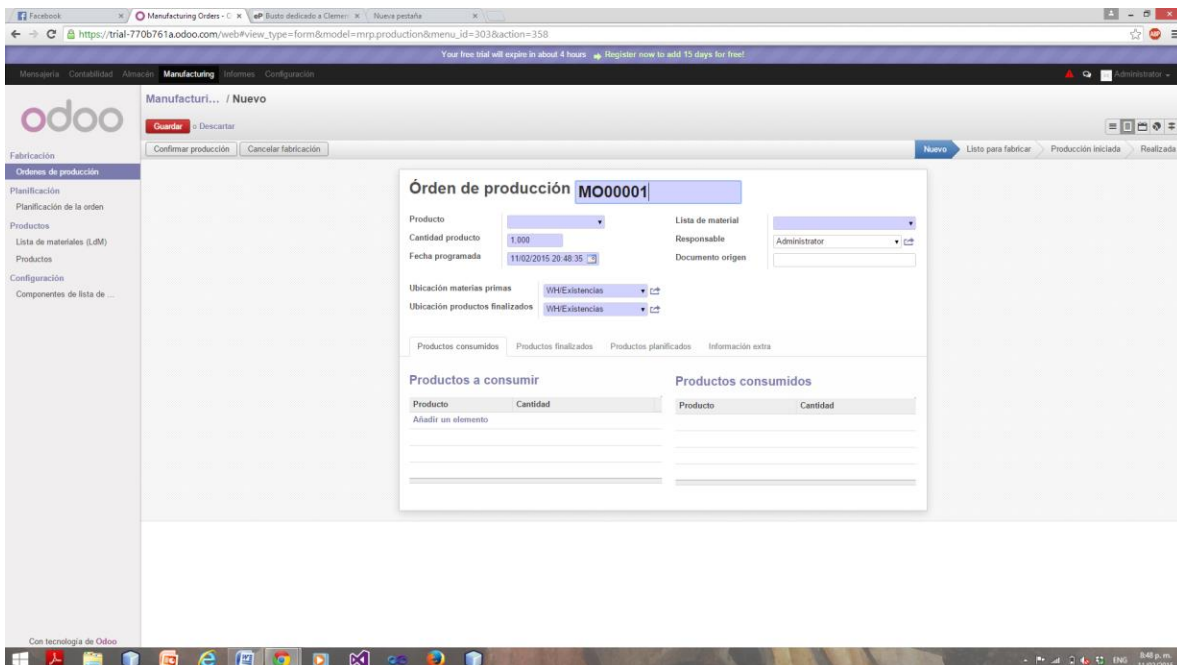 Facebook
Manufacturing Orders - O
Busto dedicado a Clemen
Nueva pestaña
https://trial-770b761a.odoo.com/web#view_type=form&model=mrp.production&menu_id=303&action=358
Your free trial will expire in about 4 hours Register now to add 15 days for free!
Mensajería Contabilidad Almacén Manufacturing Informes Configuración Administrator
odoo
Manufacturi... / Nuevo
Guardar o Descartar
Confirmar producción Cancelar fabricación Nuevo Listo para fabricar Producción iniciada Realizada
Fabricación
Ordenes de producción
Planificación
Planificación de la orden
Productos
Lista de materiales (LdM)
Productos
Configuración
Componentes de lista de ...
Órden de producción MO00001
Producto Lista de material
Cantidad producto 1.000 Responsable Administrator
Fecha programada 11/02/2015 20:48:35 Documento origen
Ubicación materias primas WH/Existencias
Ubicación productos finalizados WH/Existencias
Productos consumidos Productos finalizados Productos planificados Información extra
Productos a consumir Productos consumidos
Producto Cantidad Producto Cantidad
Añadir un elemento
Con tecnología de Odoo
ENG 8:48 p. m.
11/02/2015